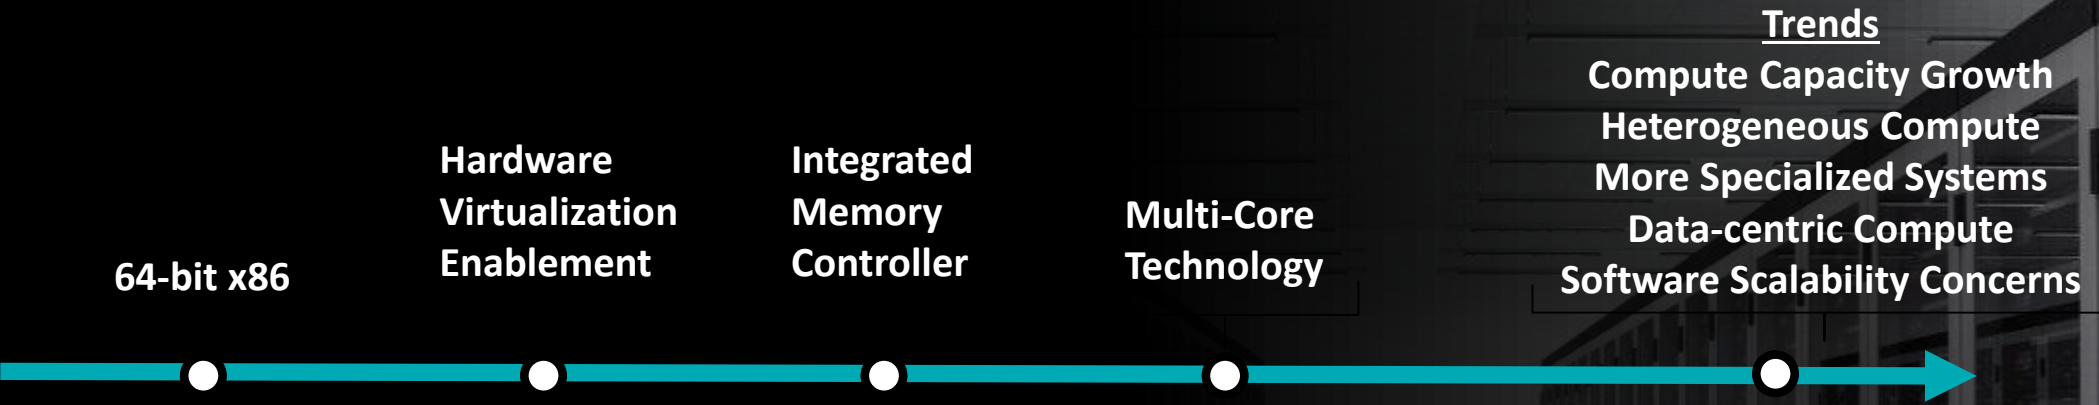 64-bit x86
Hardware
Virtualization
Enablement
Integrated
Memory
Controller
Multi-Core
Technology
Trends
Compute Capacity Growth
Heterogeneous Compute
More Specialized Systems
Data-centric Compute
Software Scalability Concerns